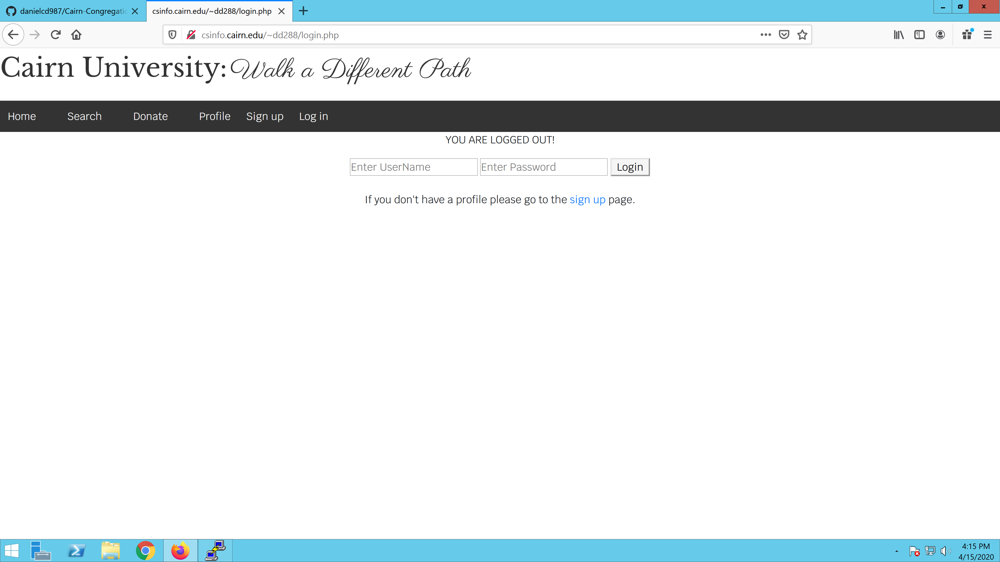 danielcd987/Cairn-Congregatio
csinfo.cairn.edu/~dd288/login.php
csinfo.cairn.edu/~dd288/login.php
Cairn University: Walk a Different Path
Home Search Donate Profile Sign up Log in
YOU ARE LOGGED OUT!
Enter UserName Enter Password Login
If you don't have a profile please go to the sign up page.
4:15 PM
4/15/2020